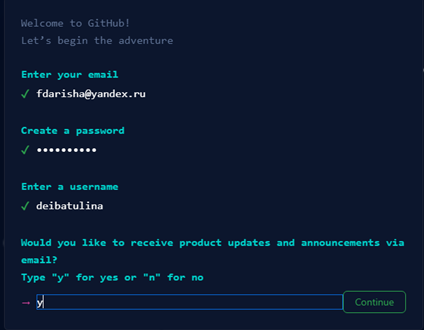 Welcome to GitHub!
Let’s begin the adventure
Enter your email
✓ fdarisha@yandex.ru
Create a password
✓ ••••••••••
Enter a username
✓ deibatulina
Would you like to receive product updates and announcements via
email?
Type "y" for yes or "n" for no
→ y Continue